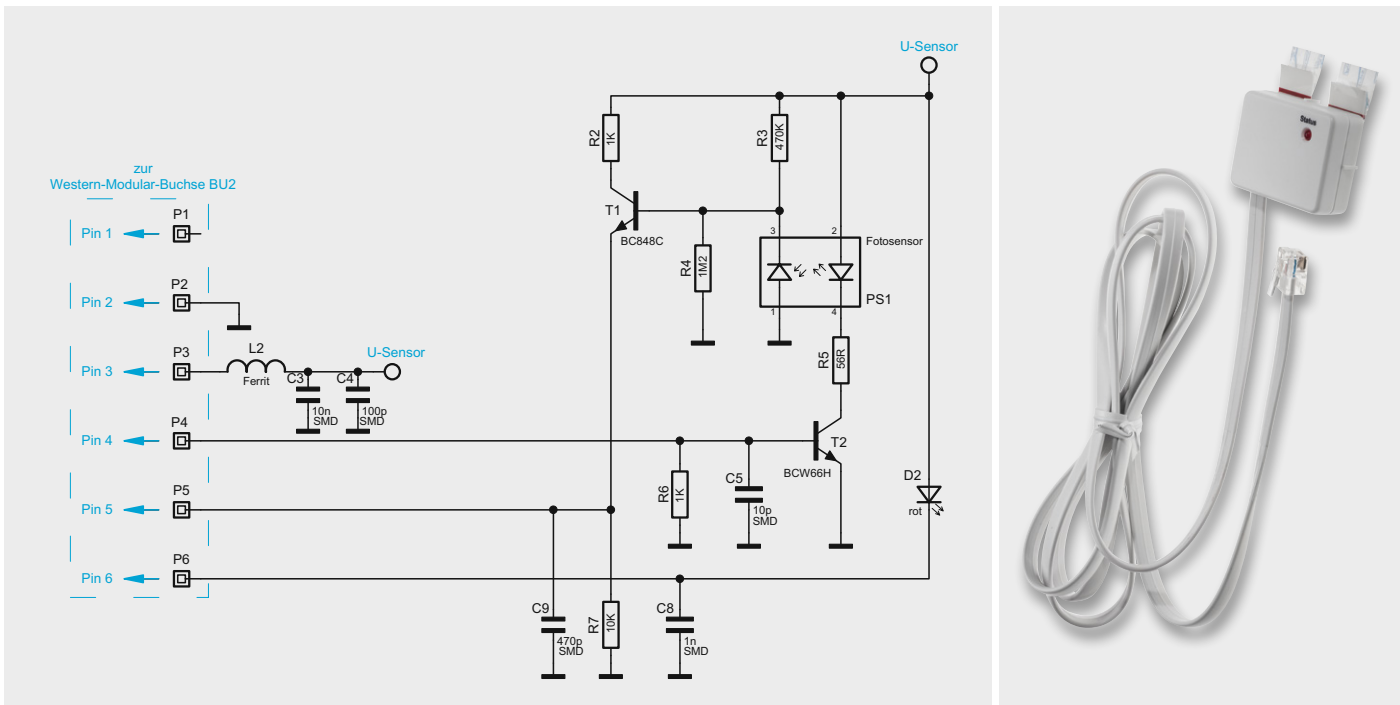 U-Sensor
R2
1K
R3
470K
zur
Western-Modular-Buchse BU2
P1
Pin 1
T1
BC848C
R4
1M2
3
2
Fotosensor
PS1
1
4
P2
Pin 2
P3
Pin 3
L2
Ferrit
U-Sensor
C3
10n
SMD
C4
100p
SMD
R5
56R
P4
Pin 4
T2
BCW66H
R6
1K
C5
10p
SMD
D2
rot
P5
Pin 5
P6
Pin 6
C9
470p
SMD
R7
10K
C8
1n
SMD
Status